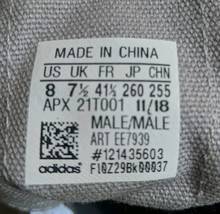 MADE IN CHINA
US UK FR JP CHN
8 7½ 41⅓ 260 255
APX 21T001 11/18
MALE/MALE
ART EE7939
#121435603
adidas F10Z29Bk00037